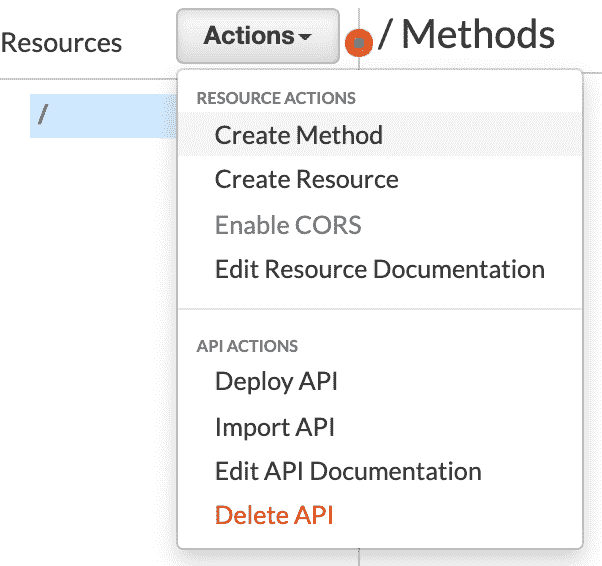 Resources
Actions
/ Methods
/
RESOURCE ACTIONS
Create Method
Create Resource
Enable CORS
Edit Resource Documentation
API ACTIONS
Deploy API
Import API
Edit API Documentation
Delete API